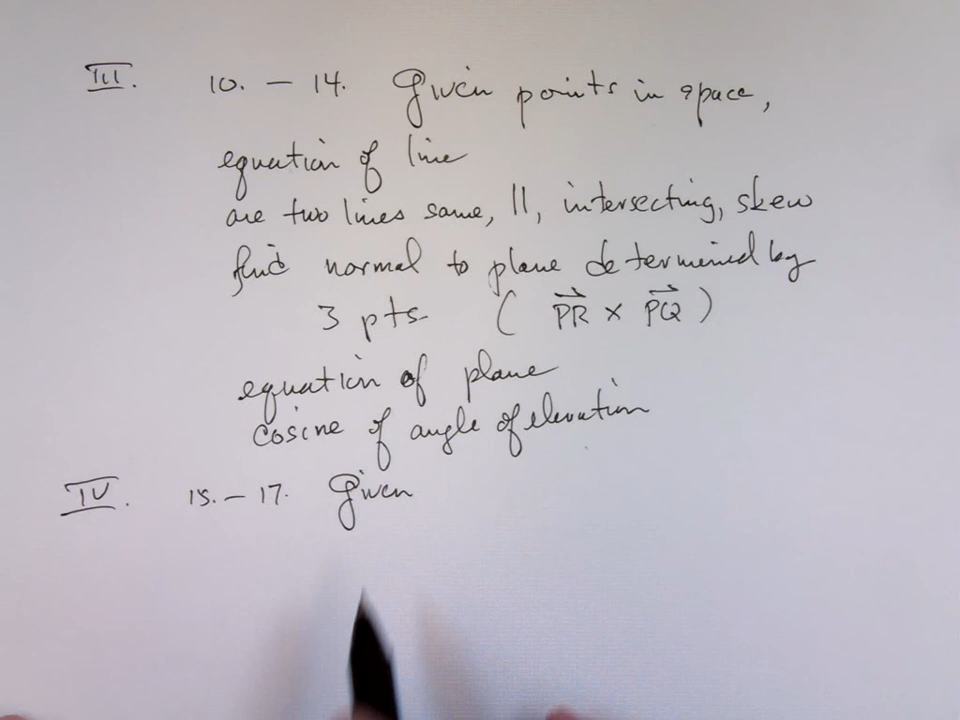 III. 10. – 14. Given points in space,
equation of line
are two lines same, ||, intersecting, skew
find normal to plane determined by
3 pts. ( PR × PQ )
equation of plane
cosine of angle of elevation
IV. 15. – 17. Given